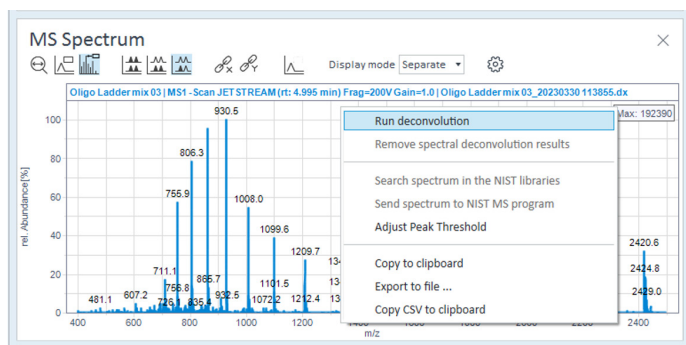 MS Spectrum
Display mode Separate
Oligo Ladder mix 03 | MS1 - Scan JET STREAM (rt: 4.995 min) Frag=200V Gain=1.0 | Oligo Ladder mix 03_20230330 113855.dx
Max: 192390
rel. Abundance[%]
100
80
60
40
20
0
930.5
806.3
755.9
1008.0
1099.6
1209.7
711.1
865.7
756.8
1101.5
607.2
481.1
835.4
932.5
1072.2
1212.4
2420.6
2424.8
2429.0
Run deconvolution
Remove spectral deconvolution results
Search spectrum in the NIST libraries
Send spectrum to NIST MS program
Adjust Peak Threshold
Copy to clipboard
Export to file ...
Copy CSV to clipboard
400
600
800
1000
1200
2400
m/z